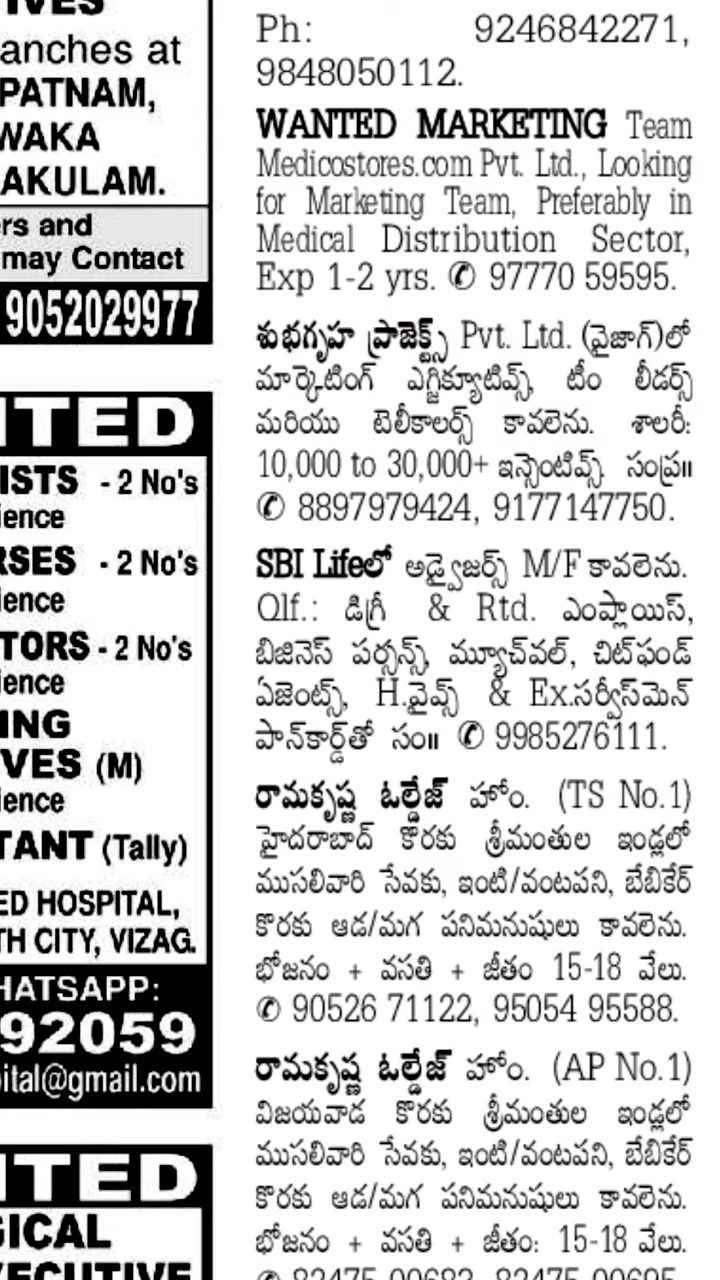 anches at
PATNAM,
WAKA
AKULAM.
ers and
may Contact
9052029977
ITED
ISTS - 2 No's
ience
RSES - 2 No's
ience
TORS - 2 No's
ience
ING
VES (M)
ience
TANT (Tally)
ED HOSPITAL,
TH CITY, VIZAG.
HATSAPP:
92059
ital@gmail.com
ITED
GICAL
Ph: 9246842271,
9848050112.
WANTED MARKETING Team
Medicostores.com Pvt. Ltd., Looking
for Marketing Team, Preferably in
Medical Distribution Sector,
Exp 1-2 yrs. ✆ 97770 59595.
శుభగృహ ప్రాజెక్ట్స్ Pvt. Ltd. (వైజాగ్)లో
మార్కెటింగ్ ఎగ్జిక్యూటివ్స్, టీం లీడర్స్
మరియు టెలీకాలర్స్ కావలెను. శాలరీ:
10,000 to 30,000+ ఇన్సెంటివ్స్. సంప్ర॥
✆ 8897979424, 9177147750.
SBI Lifeలో అడ్వైజర్స్ M/F కావలెను.
Qlf.: డిగ్రీ & Rtd. ఎంప్లాయిస్,
బిజినెస్ పర్సన్స్, మ్యూచ్‌వల్, చిట్‌ఫండ్
ఏజెంట్స్, H.వైవ్స్ & Ex.సర్వీస్‌మెన్
పాన్‌కార్డ్‌తో సం॥ ✆ 9985276111.
రామకృష్ణ ఓల్డేజ్ హోం. (TS No.1)
హైదరాబాద్ కొరకు శ్రీమంతుల ఇండ్లలో
ముసలివారి సేవకు, ఇంటి/వంటపని, బేబికేర్
కొరకు ఆడ/మగ పనిమనుషులు కావలెను.
భోజనం + వసతి + జీతం 15-18 వేలు.
✆ 90526 71122, 95054 95588.
రామకృష్ణ ఓల్డేజ్ హోం. (AP No.1)
విజయవాడ కొరకు శ్రీమంతుల ఇండ్లలో
ముసలివారి సేవకు, ఇంటి/వంటపని, బేబికేర్
కొరకు ఆడ/మగ పనిమనుషులు కావలెను.
భోజనం + వసతి + జీతం: 15-18 వేలు.